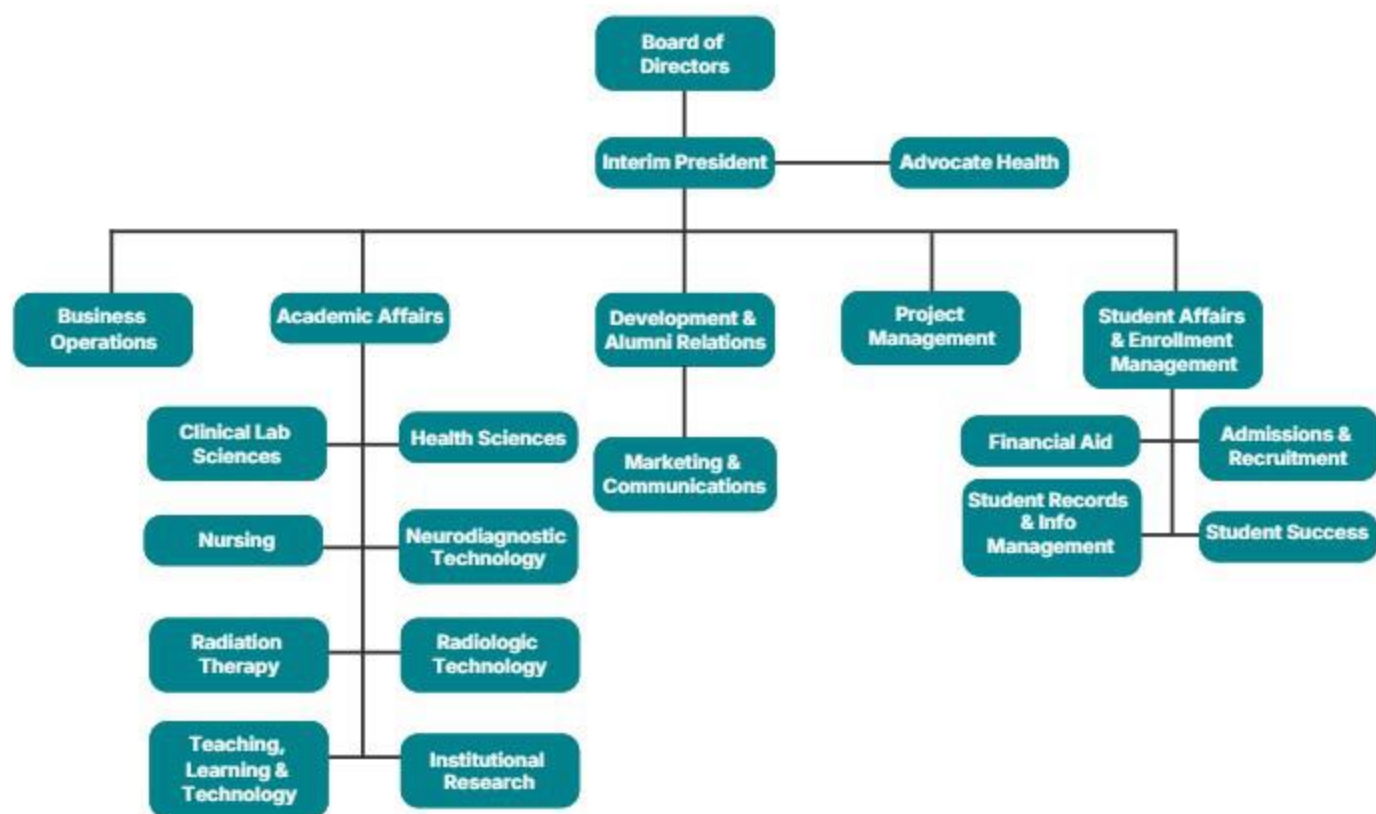 Board of
Directors
Interim President
Advocate Health
Business
Operations
Academic Affairs
Development &
Alumni Relations
Project
Management
Student Affairs
& Enrollment
Management
Clinical Lab
Sciences
Health Sciences
Nursing
Neurodiagnostic
Technology
Radiation
Therapy
Radiologic
Technology
Teaching,
Learning &
Technology
Institutional
Research
Marketing &
Communications
Financial Aid
Admissions &
Recruitment
Student Records
& Info
Management
Student Success